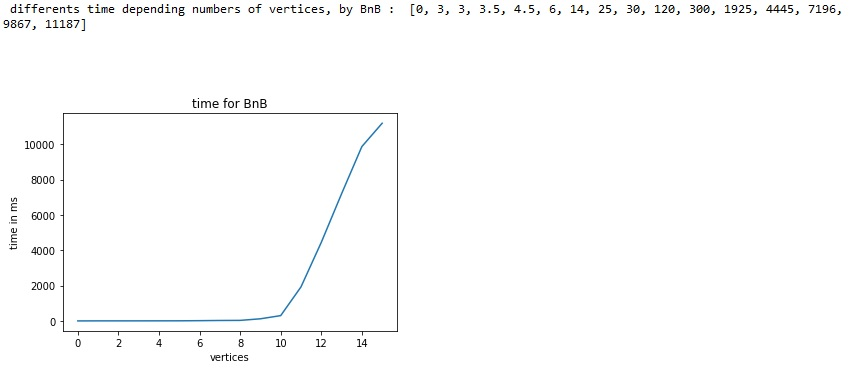 differents time depending numbers of vertices, by BnB :  [0, 3, 3, 3.5, 4.5, 6, 14, 25, 30, 120, 300, 1925, 4445, 7196,
9867, 11187]
time for BnB
10000
8000
6000
4000
2000
0
time in ms
0 2 4 6 8 10 12 14
vertices